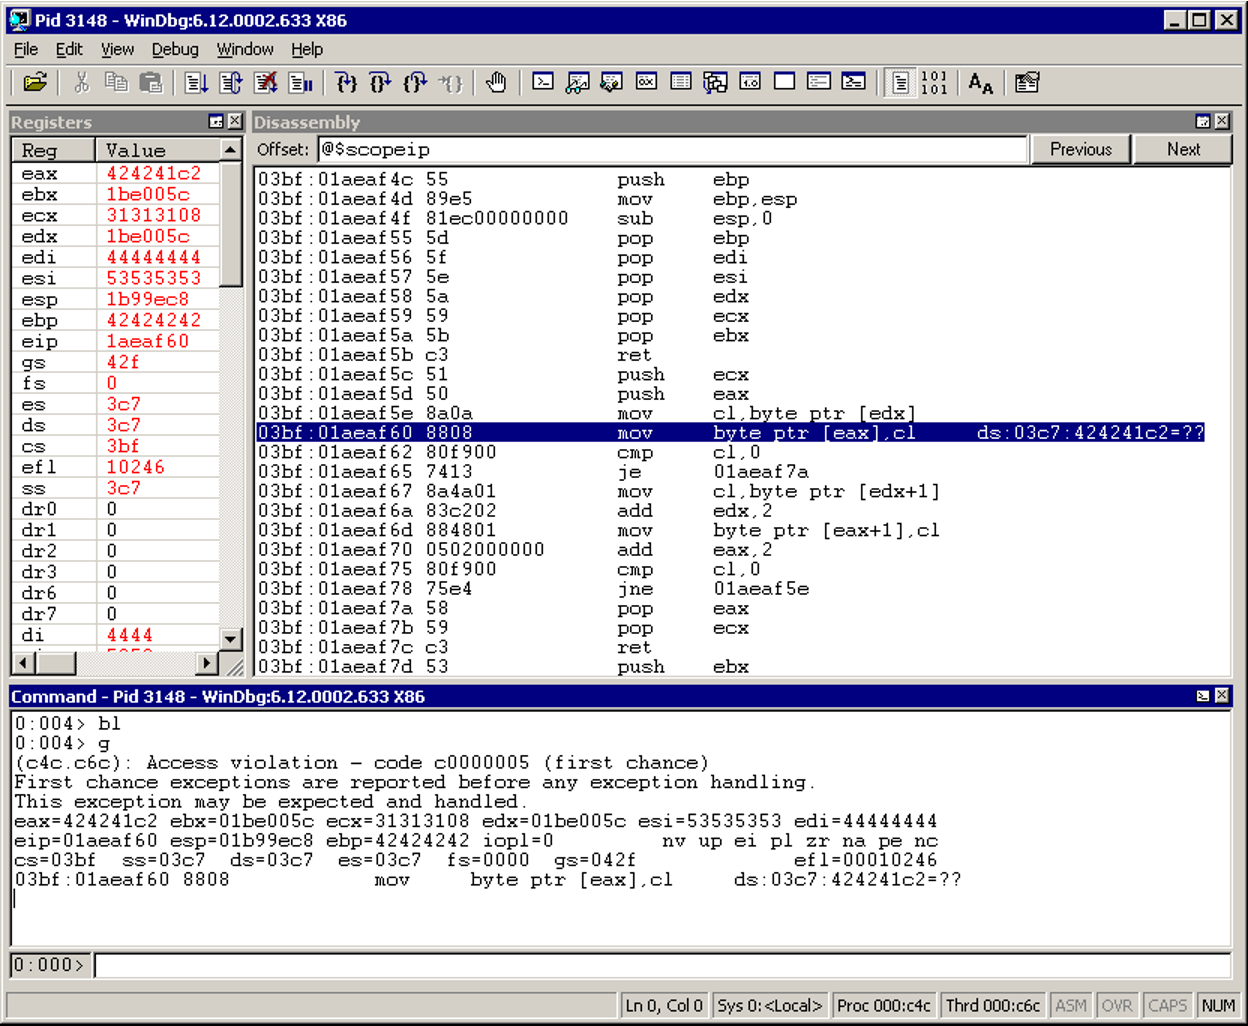 Pid 3148 - WinDbg:6.12.0002.633 X86
File Edit View Debug Window Help
101
101
AA
Registers
Reg Value
eax 424241c2
ebx 1be005c
ecx 31313108
edx 1be005c
edi 44444444
esi 53535353
esp 1b99ec8
ebp 42424242
eip 1aeaf60
gs 42f
fs 0
es 3c7
ds 3c7
cs 3bf
efl 10246
ss 3c7
dr0 0
dr1 0
dr2 0
dr3 0
dr6 0
dr7 0
di 4444
Disassembly
Offset: @$scopeip Previous Next
03bf:01aeaf4c 55 push ebp
03bf:01aeaf4d 89e5 mov ebp,esp
03bf:01aeaf4f 81ec00000000 sub esp,0
03bf:01aeaf55 5d pop ebp
03bf:01aeaf56 5f pop edi
03bf:01aeaf57 5e pop esi
03bf:01aeaf58 5a pop edx
03bf:01aeaf59 59 pop ecx
03bf:01aeaf5a 5b pop ebx
03bf:01aeaf5b c3 ret
03bf:01aeaf5c 51 push ecx
03bf:01aeaf5d 50 push eax
03bf:01aeaf5e 8a0a mov cl,byte ptr [edx]
03bf:01aeaf60 8808 mov byte ptr [eax],cl ds:03c7:424241c2=??
03bf:01aeaf62 80f900 cmp cl,0
03bf:01aeaf65 7413 je 01aeaf7a
03bf:01aeaf67 8a4a01 mov cl,byte ptr [edx+1]
03bf:01aeaf6a 83c202 add edx,2
03bf:01aeaf6d 884801 mov byte ptr [eax+1],cl
03bf:01aeaf70 0502000000 add eax,2
03bf:01aeaf75 80f900 cmp cl,0
03bf:01aeaf78 75e4 jne 01aeaf5e
03bf:01aeaf7a 58 pop eax
03bf:01aeaf7b 59 pop ecx
03bf:01aeaf7c c3 ret
03bf:01aeaf7d 53 push ebx
Command - Pid 3148 - WinDbg:6.12.0002.633 X86
0:004> bl
0:004> g
(c4c.c6c): Access violation - code c0000005 (first chance)
First chance exceptions are reported before any exception handling.
This exception may be expected and handled.
eax=424241c2 ebx=01be005c ecx=31313108 edx=01be005c esi=53535353 edi=44444444
eip=01aeaf60 esp=01b99ec8 ebp=42424242 iopl=0 nv up ei pl zr na pe nc
cs=03bf ss=03c7 ds=03c7 es=03c7 fs=0000 gs=042f efl=00010246
03bf:01aeaf60 8808 mov byte ptr [eax],cl ds:03c7:424241c2=??
0:000>
Ln 0, Col 0 Sys 0:<Local> Proc 000:c4c Thrd 000:c6c ASM OVR CAPS NUM